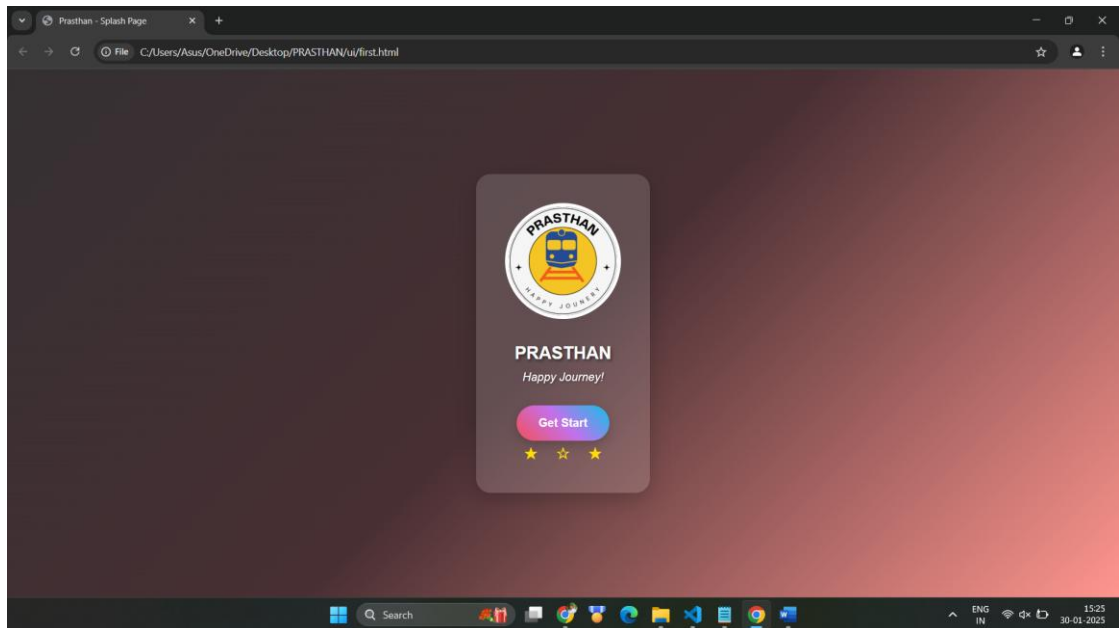 Prasthan - Splash Page
File
C:/Users/Asus/OneDrive/Desktop/PRASTHAN/ui/first.html
PRASTHAN
HAPPY JOUNERY
PRASTHAN
Happy Journey!
Get Start
Search
ENG
IN
15:25
30-01-2025